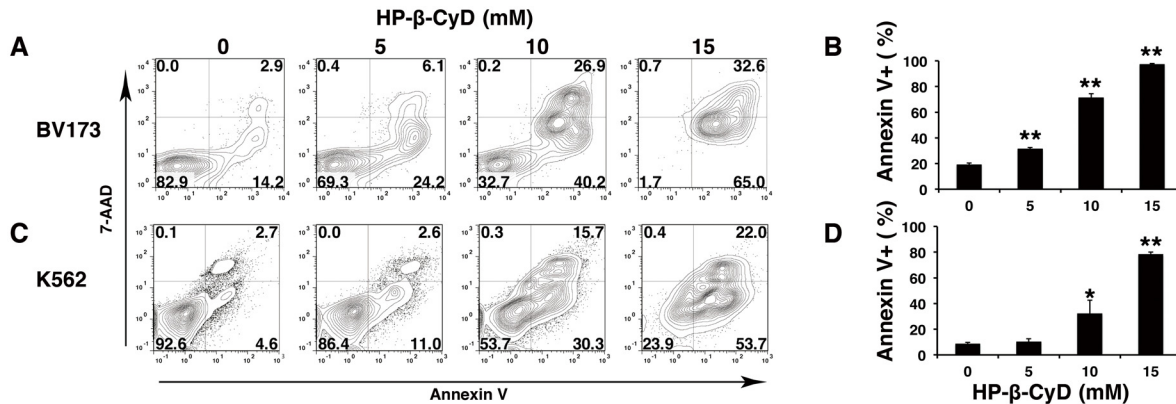 HP-β-CyD (mM)
A
0
5
10
15
B
BV173
0.0 2.9
82.9 14.2
0.4 6.1
69.3 24.2
0.2 26.9
32.7 40.2
0.7 32.6
1.7 65.0
Annexin V+ ( %)
100
80
60
40
20
0
** ** **
0 5 10 15
7-AAD
C
K562
0.1 2.7
92.6 4.6
0.0 2.6
86.4 11.0
0.3 15.7
53.7 30.3
0.4 22.0
23.9 53.7
Annexin V
D
Annexin V+ ( %)
100
80
60
40
20
0
* **
0 5 10 15
HP-β-CyD (mM)